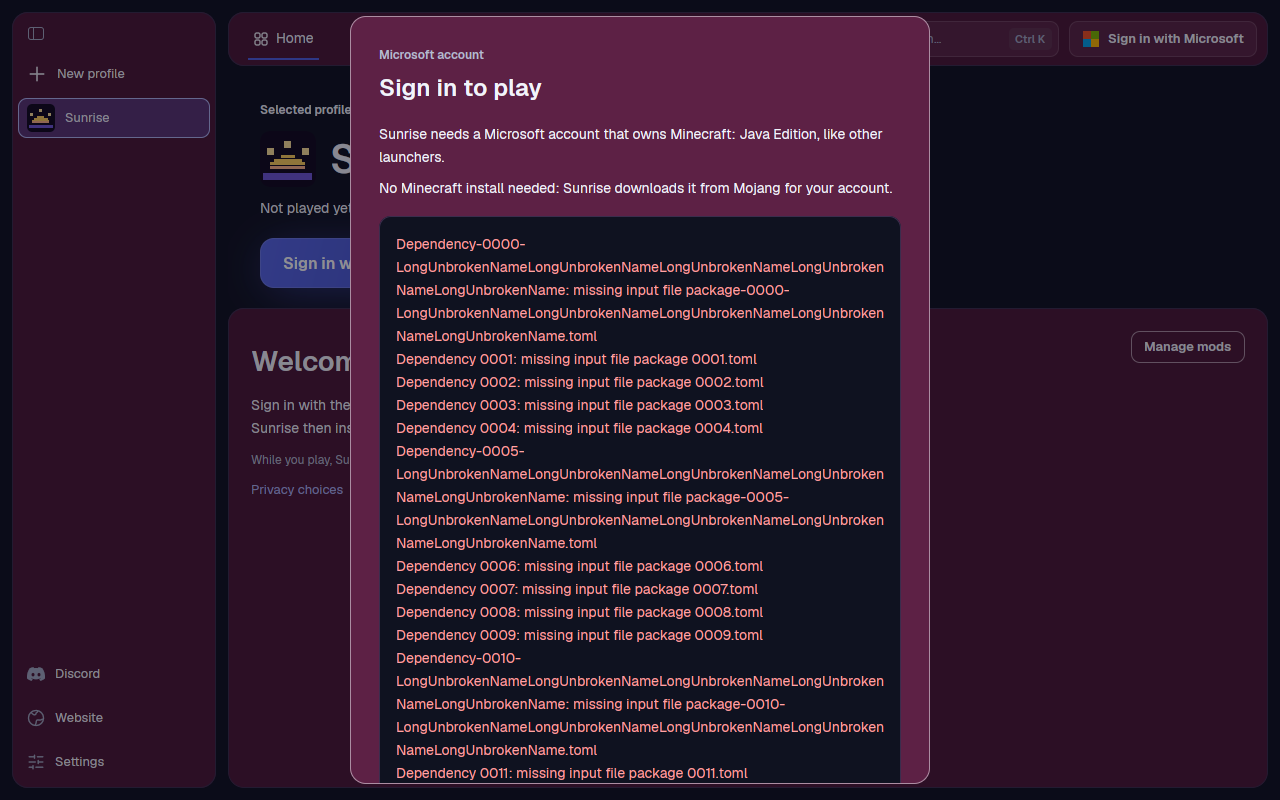 New profile
Sunrise
Discord
Website
Settings
Home
Ctrl K
Sign in with Microsoft
Selected profile
S
Not played yet
Sign in w
Welcom
Sign in with the
Sunrise then ins
While you play, Su
Privacy choices
Manage mods
Microsoft account
Sign in to play
Sunrise needs a Microsoft account that owns Minecraft: Java Edition, like other
launchers.
No Minecraft install needed: Sunrise downloads it from Mojang for your account.
Dependency-0000-
LongUnbrokenNameLongUnbrokenNameLongUnbrokenNameLongUnbroken
NameLongUnbrokenName: missing input file package-0000-
LongUnbrokenNameLongUnbrokenNameLongUnbrokenNameLongUnbroken
NameLongUnbrokenName.toml
Dependency 0001: missing input file package 0001.toml
Dependency 0002: missing input file package 0002.toml
Dependency 0003: missing input file package 0003.toml
Dependency 0004: missing input file package 0004.toml
Dependency-0005-
LongUnbrokenNameLongUnbrokenNameLongUnbrokenNameLongUnbroken
NameLongUnbrokenName: missing input file package-0005-
LongUnbrokenNameLongUnbrokenNameLongUnbrokenNameLongUnbroken
NameLongUnbrokenName.toml
Dependency 0006: missing input file package 0006.toml
Dependency 0007: missing input file package 0007.toml
Dependency 0008: missing input file package 0008.toml
Dependency 0009: missing input file package 0009.toml
Dependency-0010-
LongUnbrokenNameLongUnbrokenNameLongUnbrokenNameLongUnbroken
NameLongUnbrokenName: missing input file package-0010-
LongUnbrokenNameLongUnbrokenNameLongUnbrokenNameLongUnbroken
NameLongUnbrokenName.toml
Dependency 0011: missing input file package 0011.toml